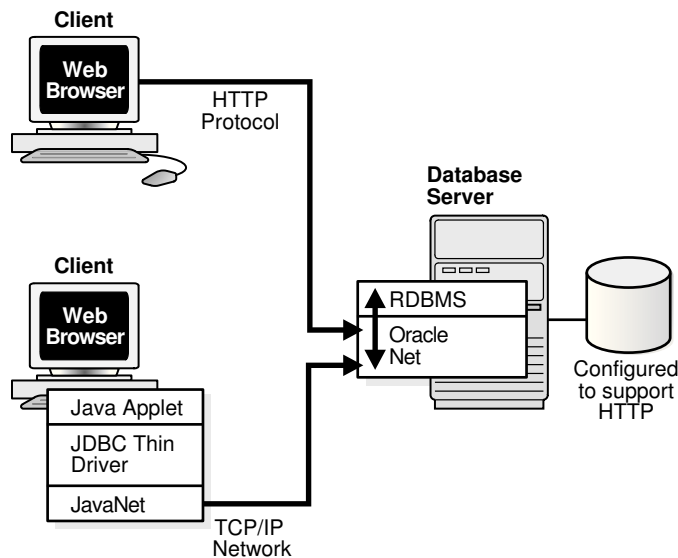 Client
Web
Browser
HTTP
Protocol
Database
Server
Client
Web
Browser
RDBMS
Oracle
Net
Configured
to support
HTTP
Java Applet
JDBC Thin
Driver
JavaNet
TCP/IP
Network